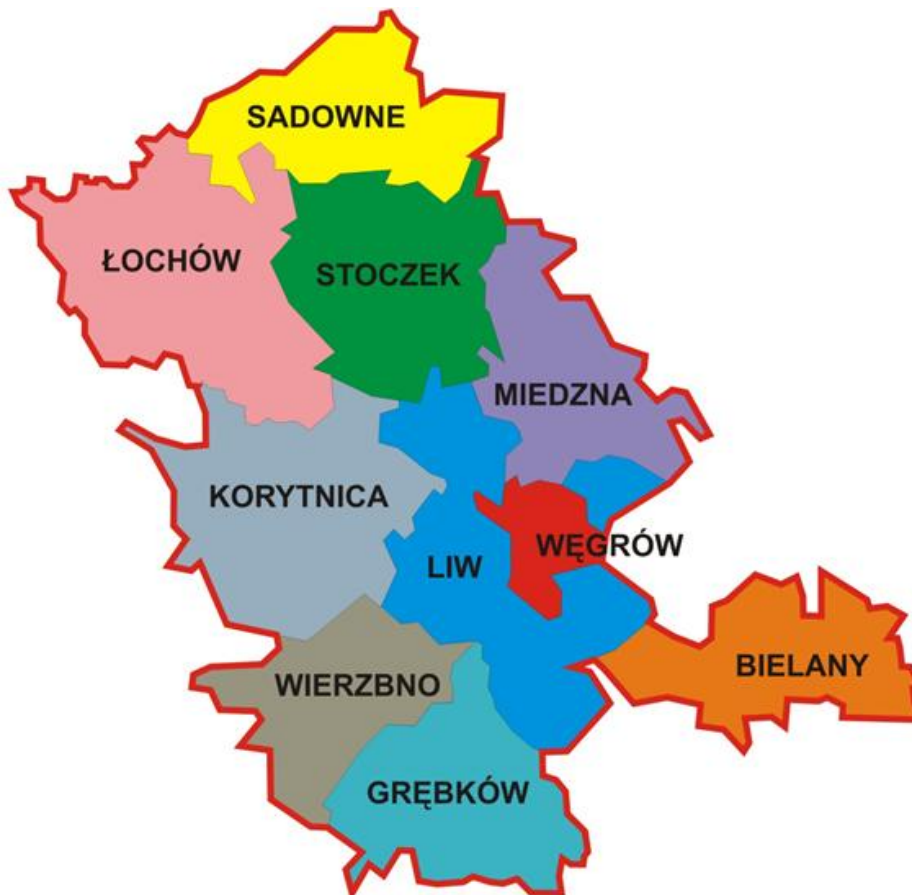 SADOWNE
ŁOCHÓW
STOCZEK
MIEDZNA
KORYTNICA
WĘGRÓW
LIW
BIELANY
WIERZBNO
GRĘBKÓW